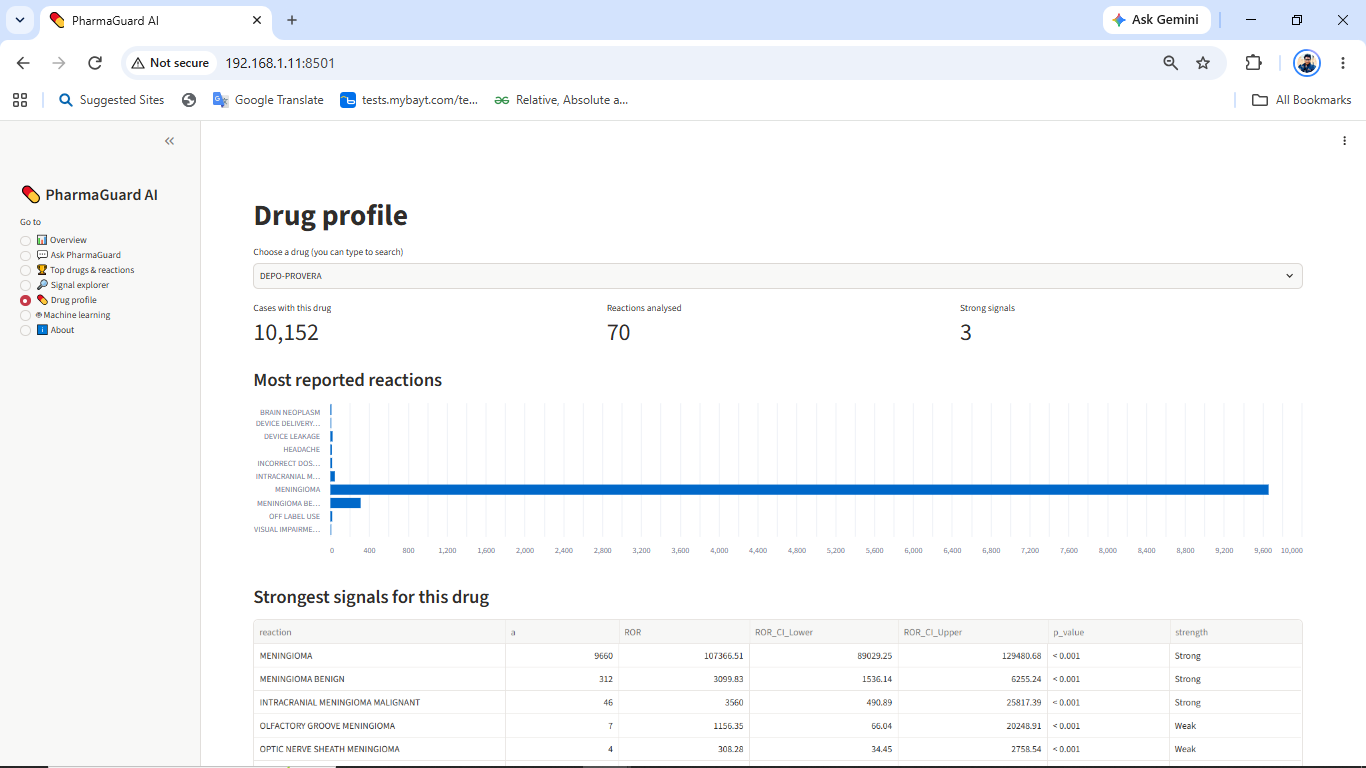 PharmaGuard AI
Ask Gemini
Not secure 192.168.1.11:8501
Suggested Sites Google Translate tests.mybayt.com/te... Relative, Absolute a... All Bookmarks
PharmaGuard AI
Go to
Overview
Ask PharmaGuard
Top drugs & reactions
Signal explorer
Drug profile
Machine learning
About
Drug profile
Choose a drug (you can type to search)
DEPO-PROVERA
Cases with this drug Reactions analysed Strong signals
10,152 70 3
Most reported reactions
BRAIN NEOPLASM
DEVICE DELIVERY...
DEVICE LEAKAGE
HEADACHE
INCORRECT DOS...
INTRACRANIAL M...
MENINGIOMA
MENINGIOMA BE...
OFF LABEL USE
VISUAL IMPAIRME...
0 400 800 1,200 1,600 2,000 2,400 2,800 3,200 3,600 4,000 4,400 4,800 5,200 5,600 6,000 6,400 6,800 7,200 7,600 8,000 8,400 8,800 9,200 9,600 10,000
Strongest signals for this drug
reaction a ROR ROR_CI_Lower ROR_CI_Upper p_value strength
MENINGIOMA 9660 107366.51 89029.25 129480.68 < 0.001 Strong
MENINGIOMA BENIGN 312 3099.83 1536.14 6255.24 < 0.001 Strong
INTRACRANIAL MENINGIOMA MALIGNANT 46 3560 490.89 25817.39 < 0.001 Strong
OLFACTORY GROOVE MENINGIOMA 7 1156.35 66.04 20248.91 < 0.001 Weak
OPTIC NERVE SHEATH MENINGIOMA 4 308.28 34.45 2758.54 < 0.001 Weak